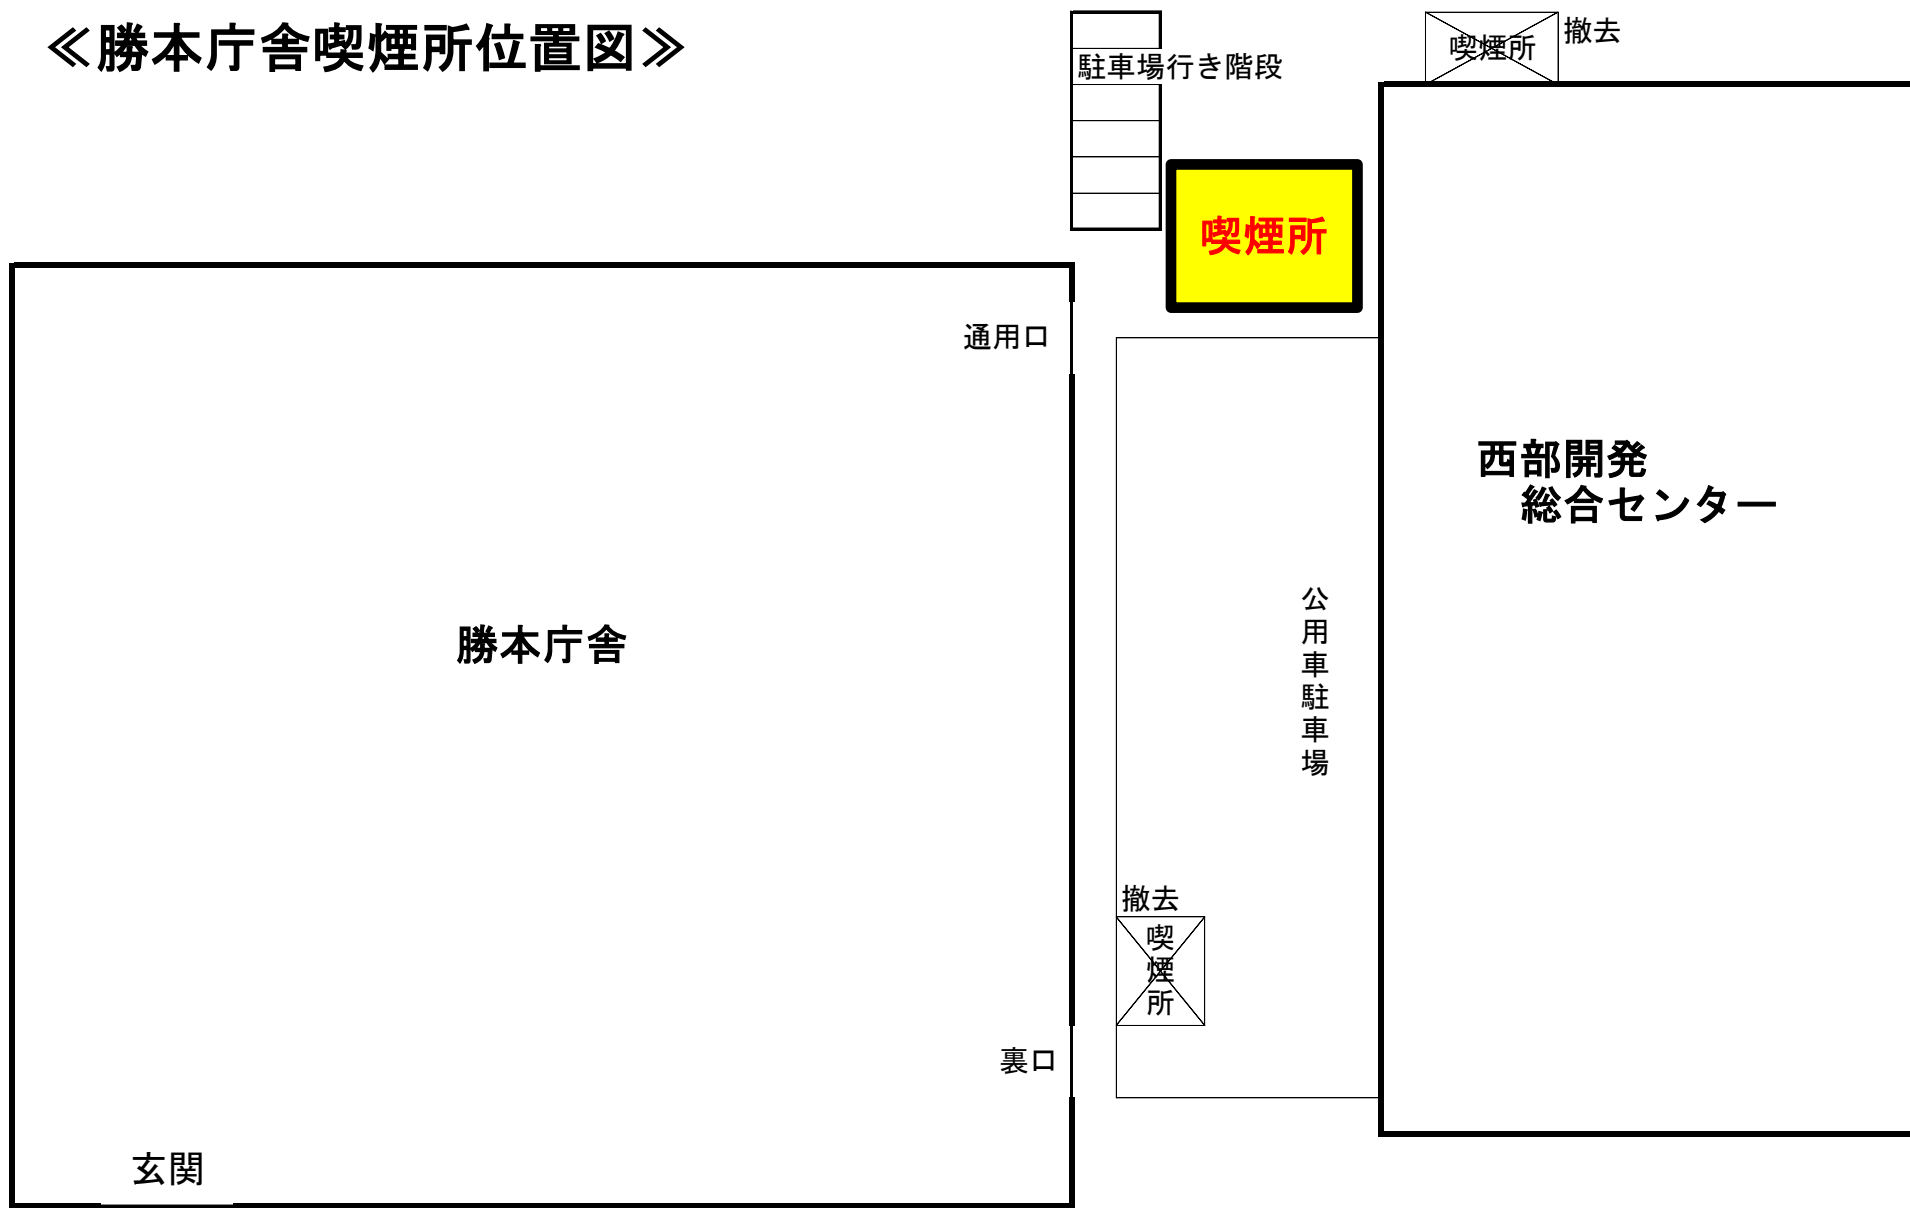 ≪勝本庁舎喫煙所位置図≫
喫煙所
撤去
駐車場行き階段
喫煙所
通用口
西部開発
総合センター
公用車駐車場
勝本庁舎
撤去
喫煙所
裏口
玄関